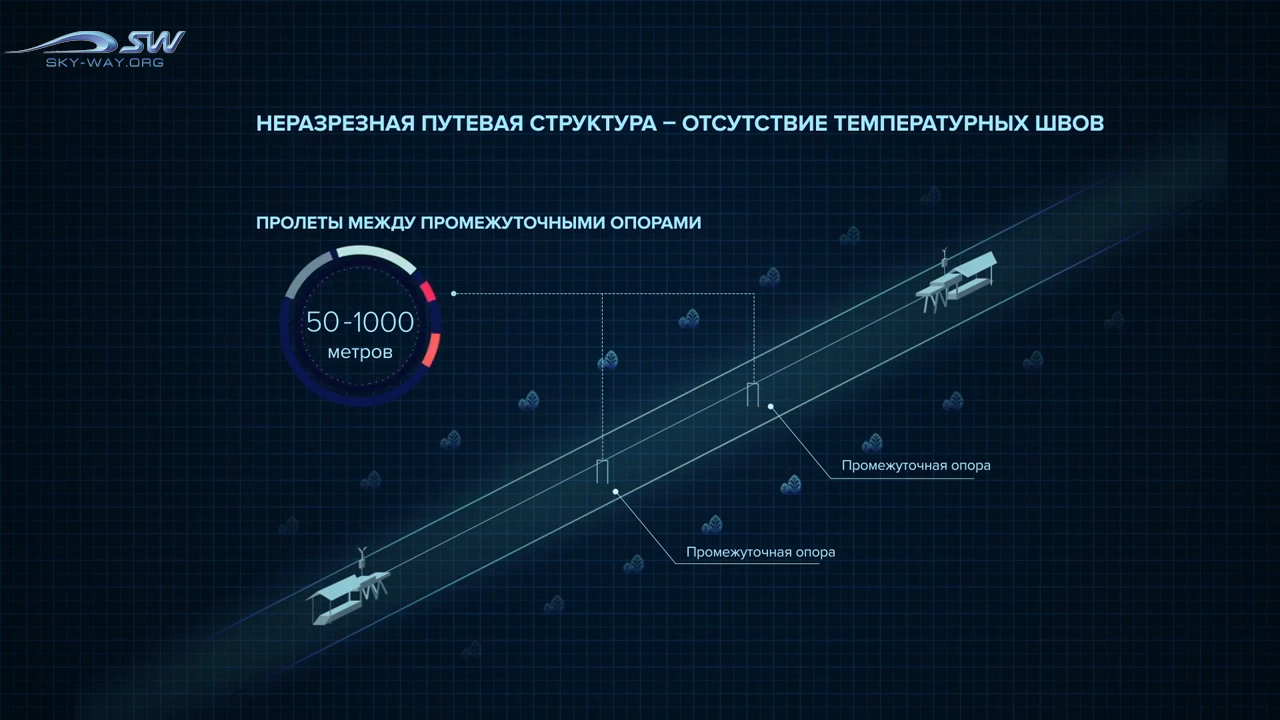 SW
SKY-WAY.ORG
НЕРАЗРЕЗНАЯ ПУТЕВАЯ СТРУКТУРА – ОТСУТСТВИЕ ТЕМПЕРАТУРНЫХ ШВОВ
ПРОЛЕТЫ МЕЖДУ ПРОМЕЖУТОЧНЫМИ ОПОРАМИ
50-1000
метров
Промежуточная опора
Промежуточная опора